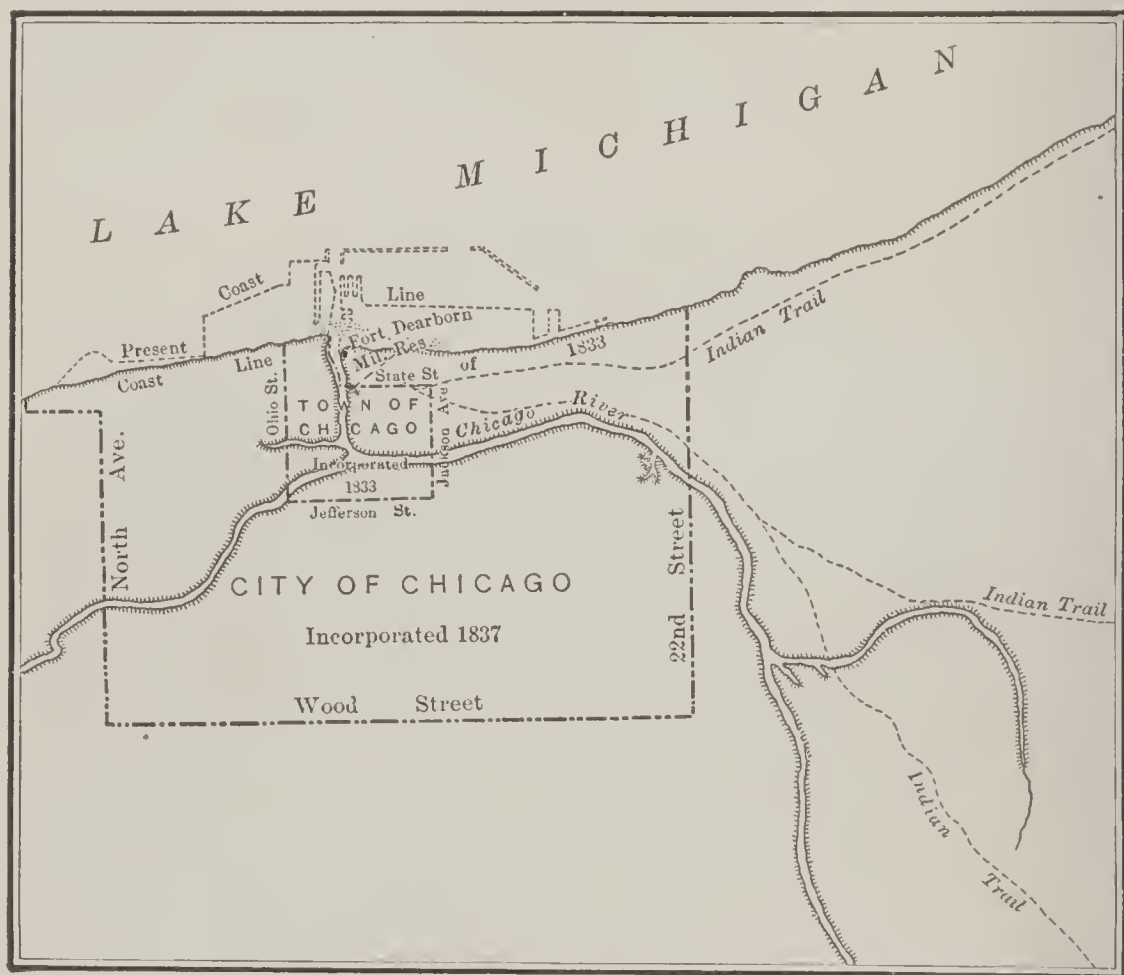 LAKE MICHIGAN
Coast
Line
Present
Fort Dearborn
Mil. Res.
1833
Indian Trail
Coast
Line
of
State St
Ohio St.
TOWN OF
CHICAGO
Incorporated
1833
Jackson Ave
Jefferson St.
Chicago River
North Ave.
CITY OF CHICAGO
Incorporated 1837
22nd Street
Wood Street
Indian Trail
Indian Trail